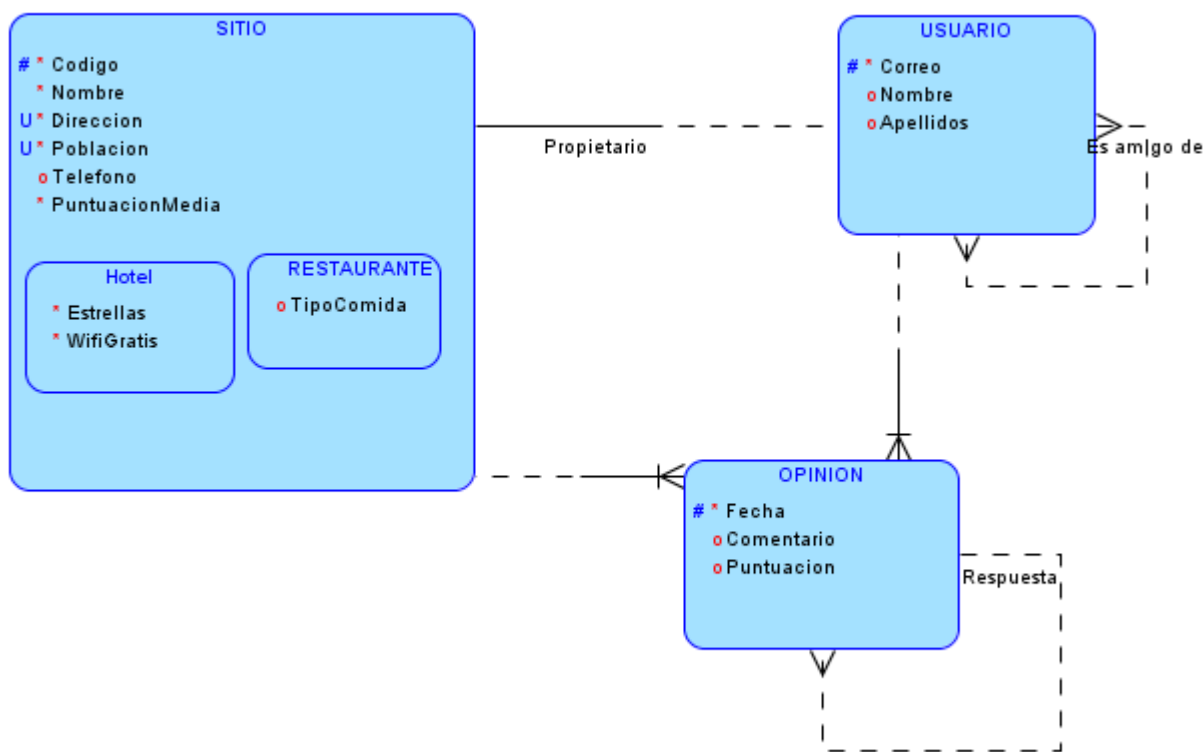 SITIO
# * Codigo
* Nombre
U * Direccion
U * Poblacion
o Telefono
* PuntuacionMedia
Hotel
* Estrellas
* WifiGratis
RESTAURANTE
o TipoComida
Propietario
USUARIO
# * Correo
o Nombre
o Apellidos
Es amigo de
OPINION
# * Fecha
o Comentario
o Puntuacion
Respuesta